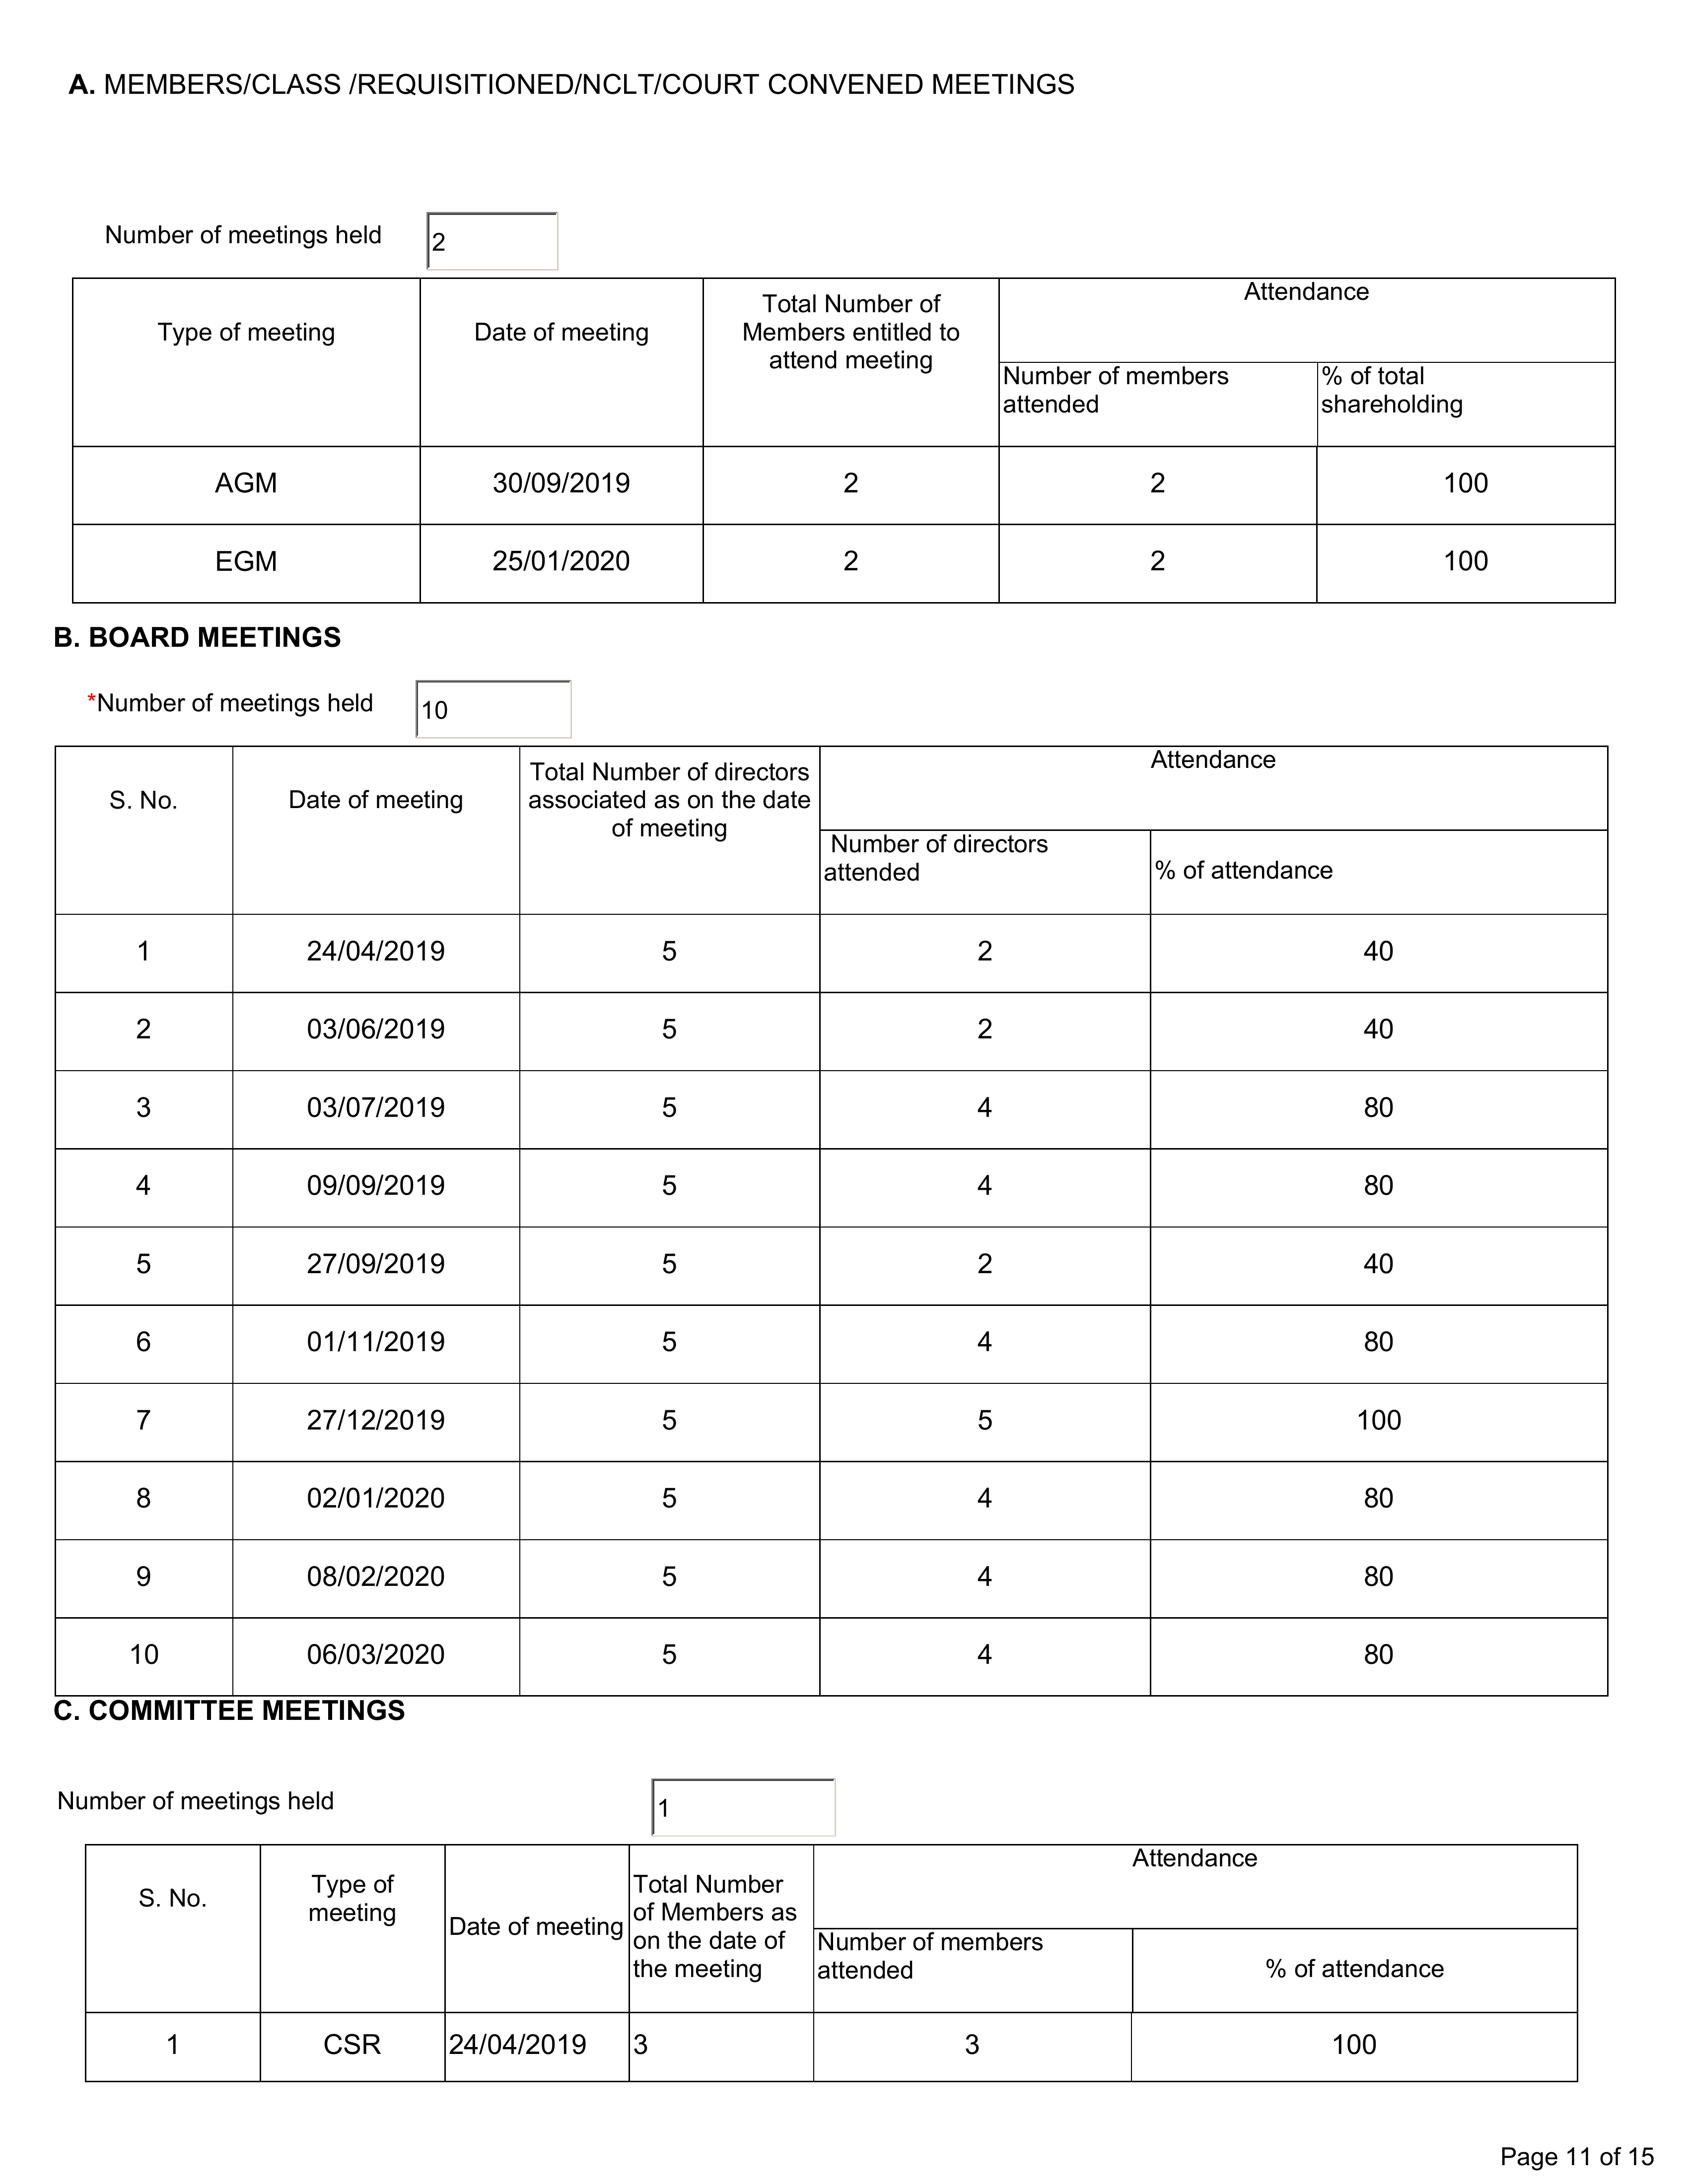 A. MEMBERS/CLASS /REQUISITIONED/NCLT/COURT CONVENED MEETINGS
Number of meetings held 2
Type of meeting Date of meeting Total Number of Members entitled to attend meeting Attendance
Number of members attended % of total shareholding
AGM 30/09/2019 2 2 100
EGM 25/01/2020 2 2 100
B. BOARD MEETINGS
*Number of meetings held 10
S. No. Date of meeting Total Number of directors associated as on the date of meeting Attendance
Number of directors attended % of attendance
1 24/04/2019 5 2 40
2 03/06/2019 5 2 40
3 03/07/2019 5 4 80
4 09/09/2019 5 4 80
5 27/09/2019 5 2 40
6 01/11/2019 5 4 80
7 27/12/2019 5 5 100
8 02/01/2020 5 4 80
9 08/02/2020 5 4 80
10 06/03/2020 5 4 80
C. COMMITTEE MEETINGS
Number of meetings held 1
S. No. Type of meeting Date of meeting Total Number of Members as on the date of the meeting Attendance
Number of members attended % of attendance
1 CSR 24/04/2019 3 3 100
Page 11 of 15